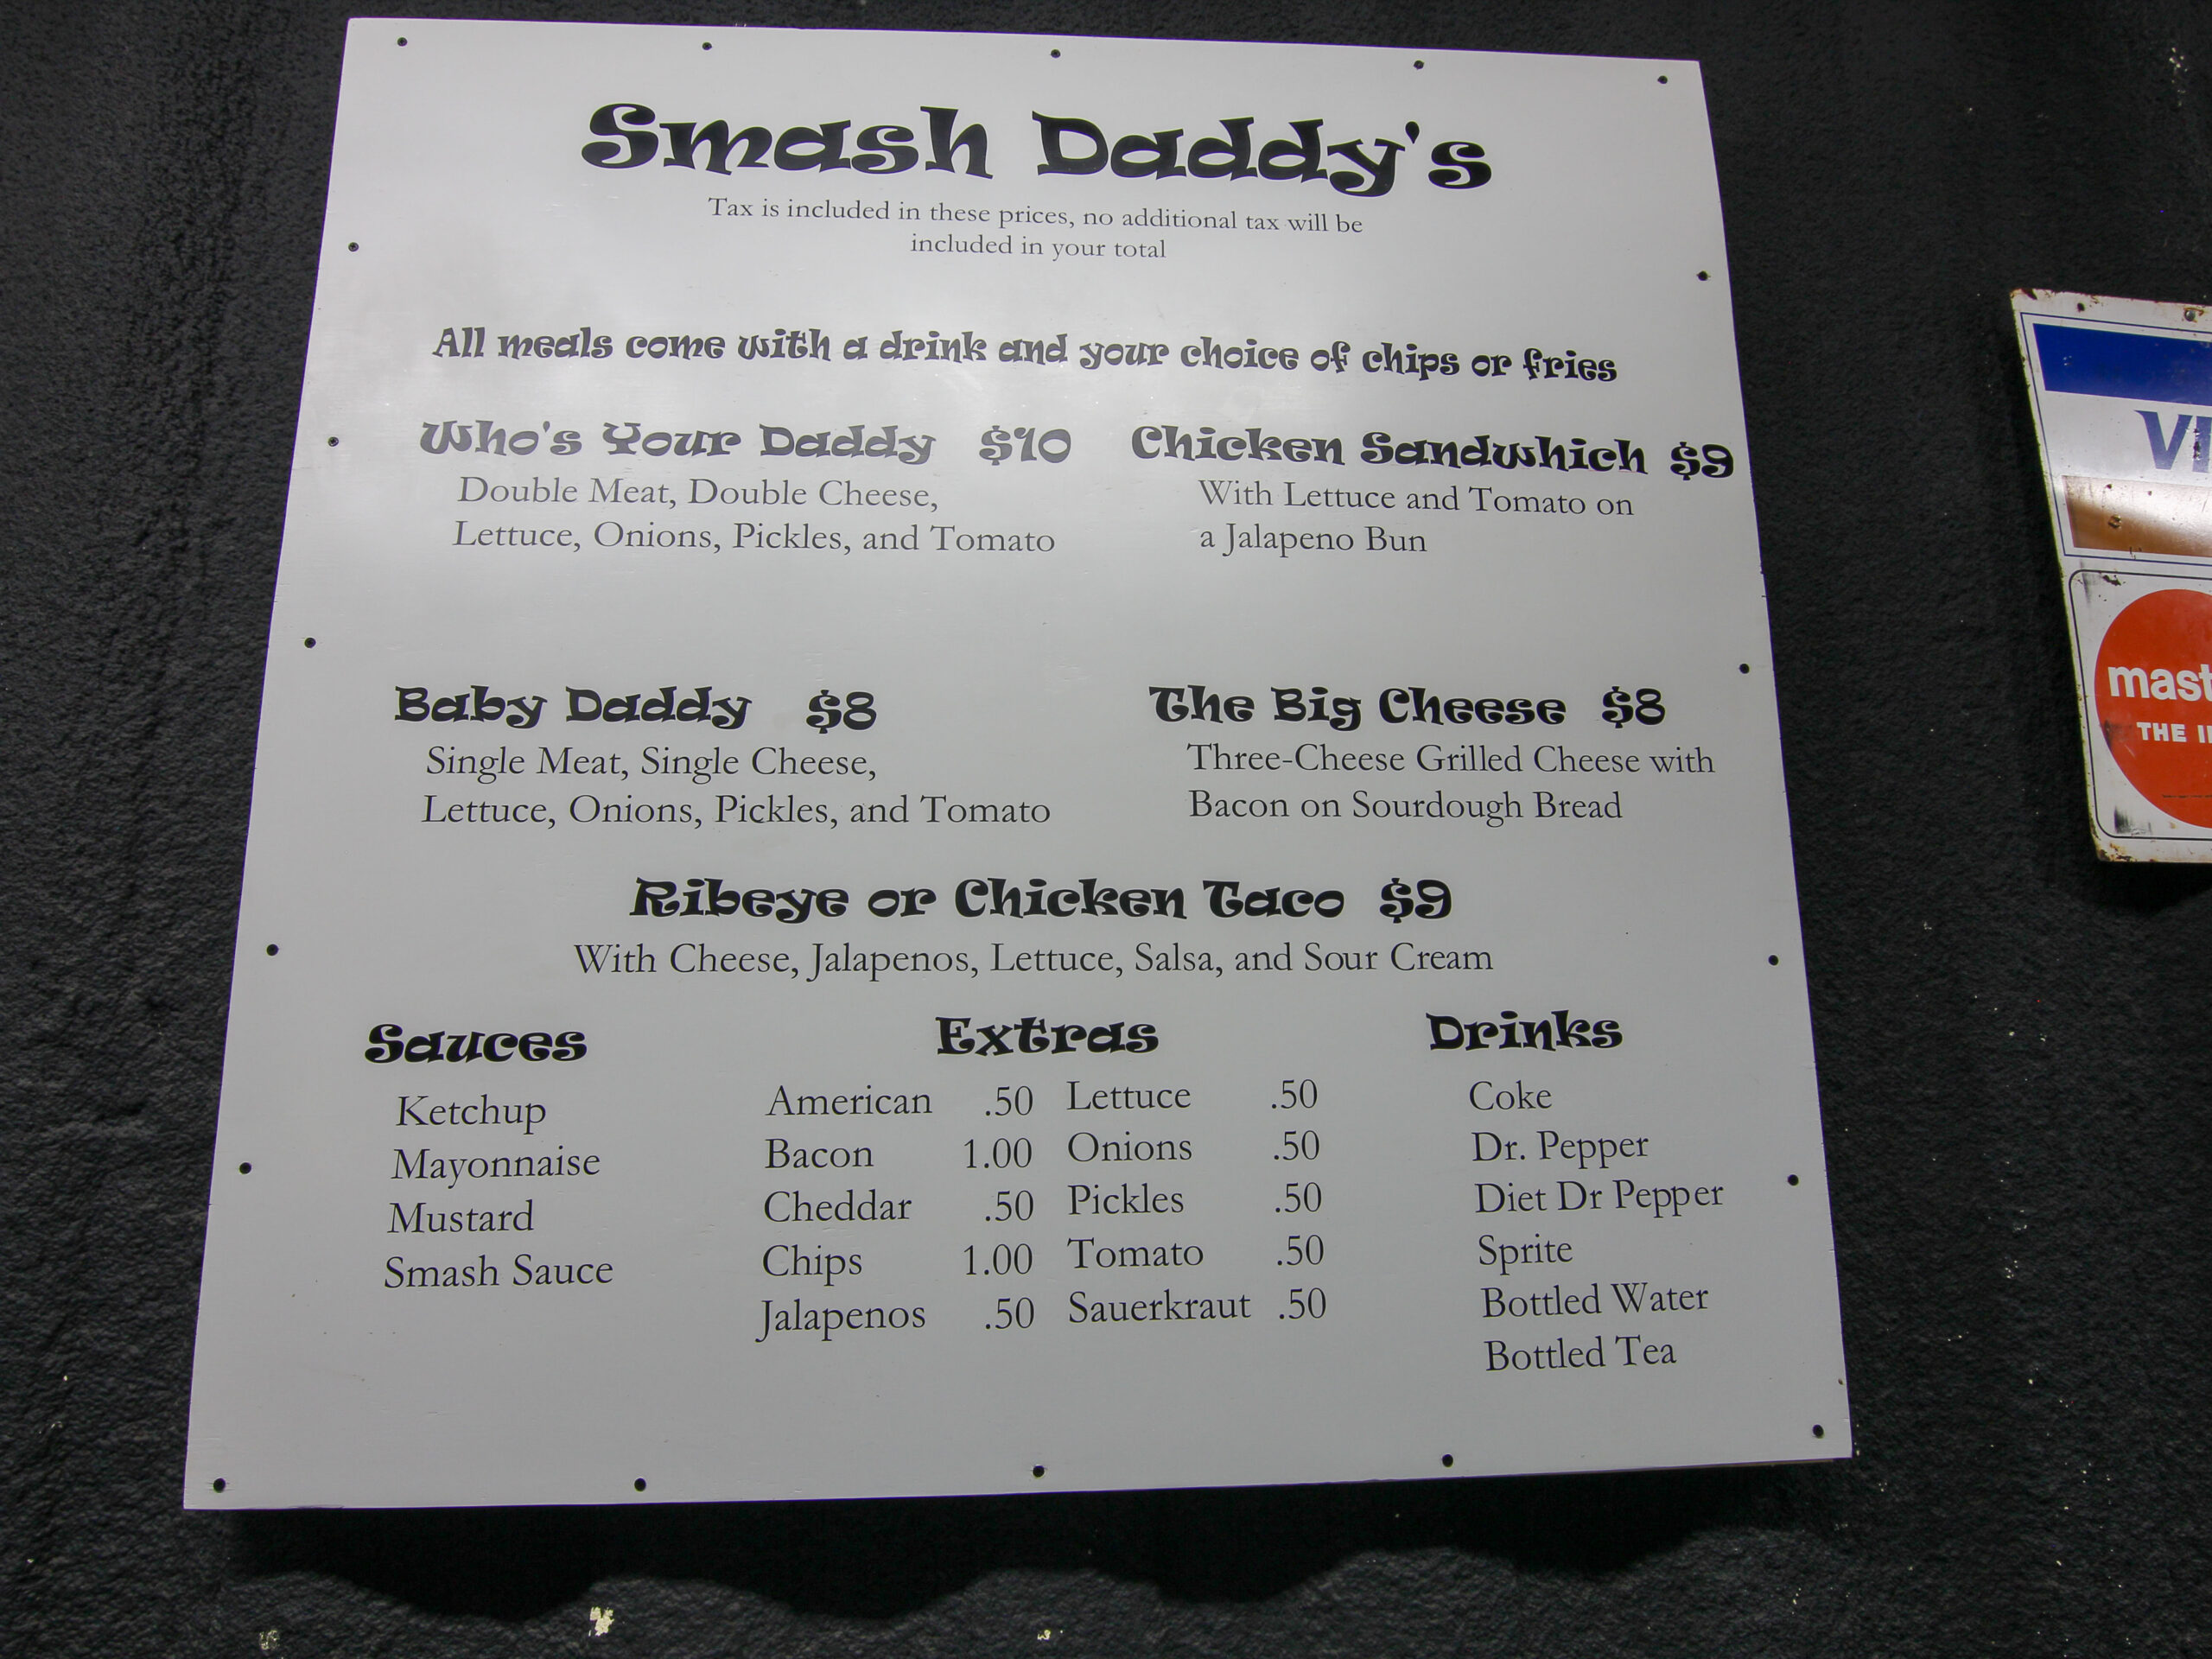 Smash Daddy's
Tax is included in these prices, no additional tax will be
included in your total
All meals come with a drink and your choice of chips or fries
Who's Your Daddy $10
Double Meat, Double Cheese,
Lettuce, Onions, Pickles, and Tomato
Chicken Sandwhich $9
With Lettuce and Tomato on
a Jalapeno Bun
Baby Daddy $8
Single Meat, Single Cheese,
Lettuce, Onions, Pickles, and Tomato
The Big Cheese $8
Three-Cheese Grilled Cheese with
Bacon on Sourdough Bread
Ribeye or Chicken Taco $9
With Cheese, Jalapenos, Lettuce, Salsa, and Sour Cream
Sauces
Ketchup
Mayonnaise
Mustard
Smash Sauce
Extras
American .50 Lettuce .50
Bacon 1.00 Onions .50
Cheddar .50 Pickles .50
Chips 1.00 Tomato .50
Jalapenos .50 Sauerkraut .50
Drinks
Coke
Dr. Pepper
Diet Dr Pepper
Sprite
Bottled Water
Bottled Tea
mast
THE